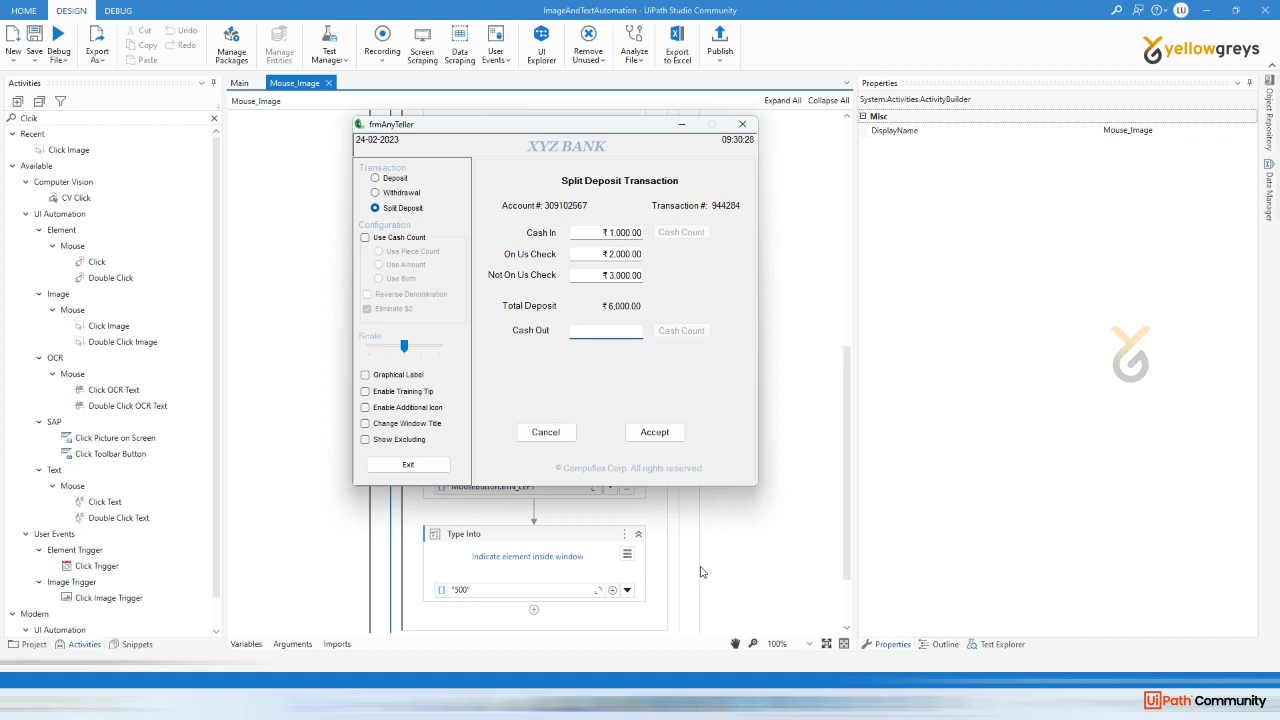 HOME
DESIGN
DEBUG
ImageAndTextAutomation - UiPath Studio Community
LU
New
Save
Debug File
Export As
Cut
Copy
Paste
Undo
Redo
Manage Packages
Manage Entities
Test Manager
Recording
Screen Scraping
Data Scraping
User Events
UI Explorer
Remove Unused
Analyze File
Export to Excel
Publish
yellowgreys
Activities
Clik
Recent
Click Image
Available
Computer Vision
CV Click
UI Automation
Element
Mouse
Click
Double Click
Image
Mouse
Click Image
Double Click Image
OCR
Mouse
Click OCR Text
Double Click OCR Text
SAP
Click Picture on Screen
Click Toolbar Button
Text
Mouse
Click Text
Double Click Text
User Events
Element Trigger
Click Trigger
Image Trigger
Click Image Trigger
Modern
UI Automation
Project
Activities
Snippets
Main
Mouse_Image
Mouse_Image
Expand All
Collapse All
frmAnyTeller
24-02-2023
XYZ BANK
09:30:28
Transaction
Deposit
Withdrawal
Split Deposit
Configuration
Use Cash Count
Use Piece Count
Use Amount
Use Both
Reverse Denomination
Eliminate $2
Scale
Graphical Label
Enable Training Tip
Enable Additional Icon
Change Window Title
Show Excluding
Exit
Split Deposit Transaction
Account #: 309102567
Transaction #: 944284
Cash In ₹ 1,000.00 Cash Count
On Us Check ₹ 2,000.00
Not On Us Check ₹ 3,000.00
Total Deposit ₹ 6,000.00
Cash Out Cash Count
Cancel
Accept
® Compuflex Corp. All rights reserved.
MouseButton.BTN_LEFT
Type Into
Indicate element inside window
"500"
Variables
Arguments
Imports
100%
Properties
System.Activities.ActivityBuilder
Misc
DisplayName Mouse_Image
Object Repository
Data Manager
Properties
Outline
Test Explorer
UiPath Community